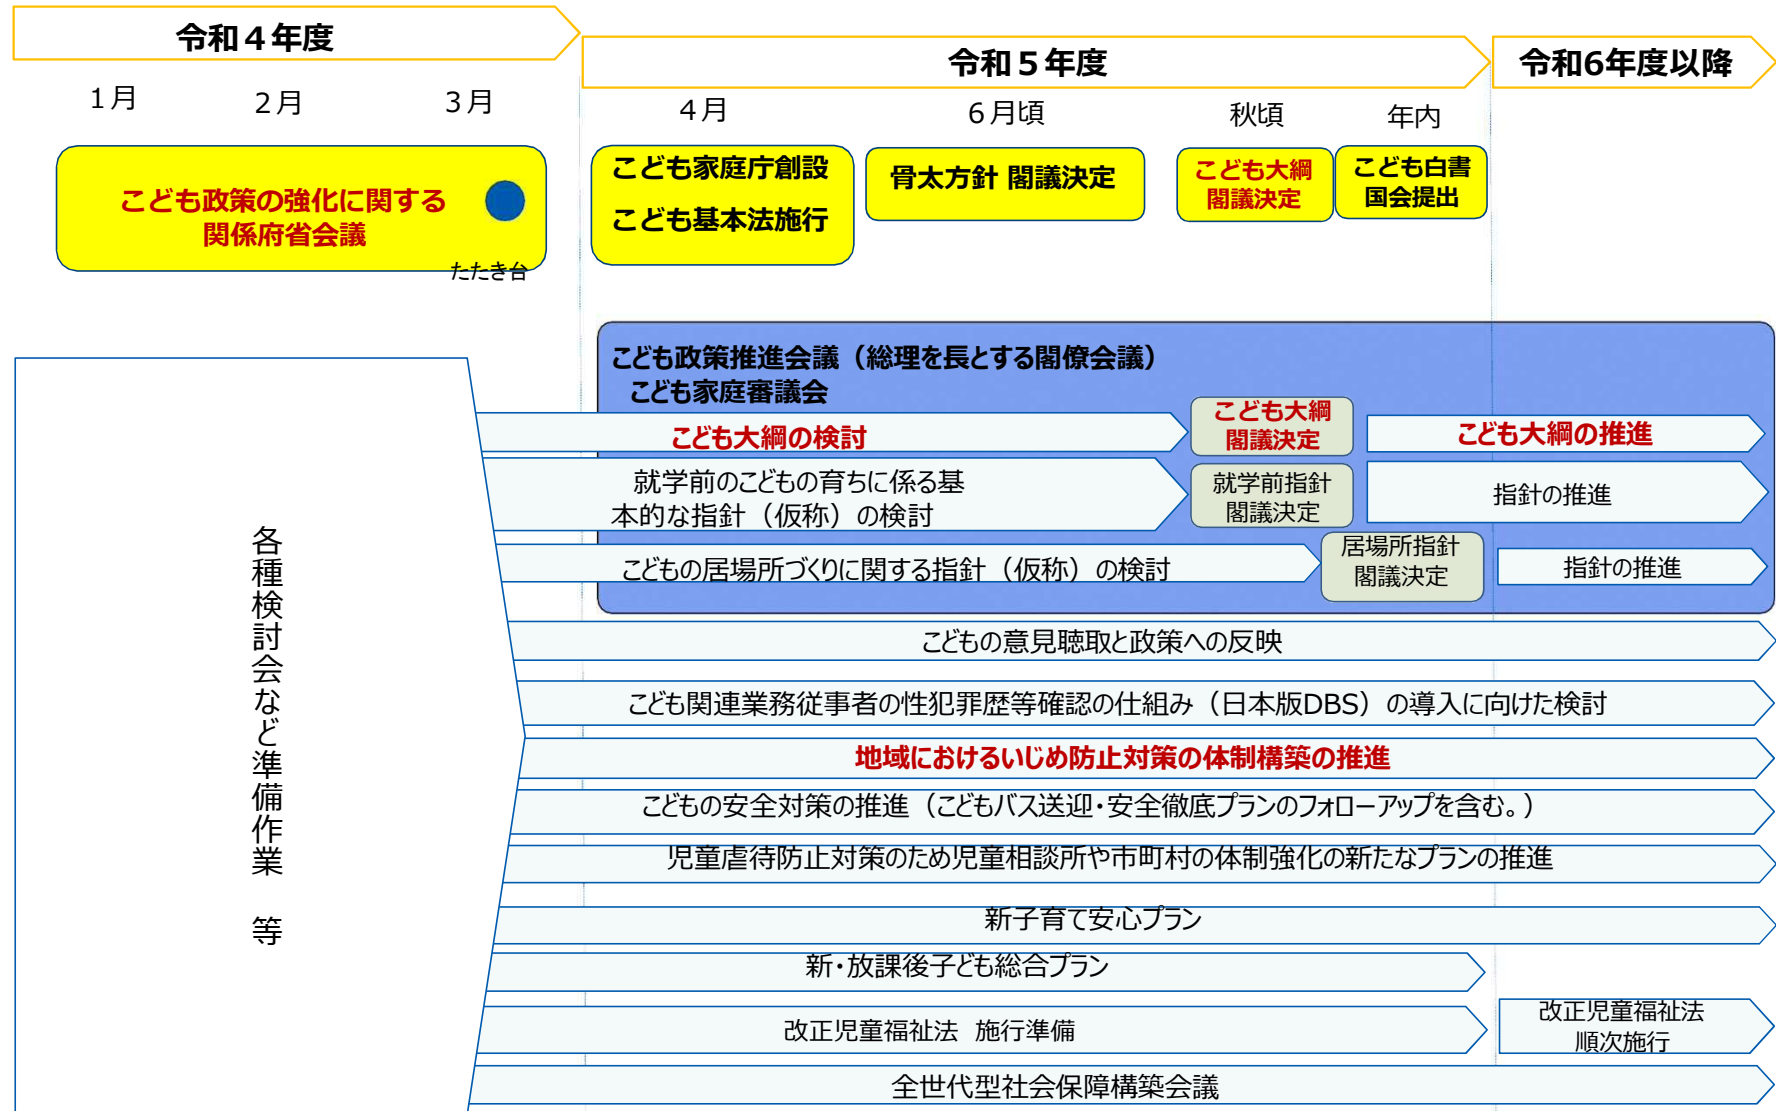 令和４年度
令和５年度
令和6年度以降
１月
２月
３月
４月
６月頃
秋頃
年内
こども政策の強化に関する
関係府省会議
たたき台
こども家庭庁創設
こども基本法施行
骨太方針 閣議決定
こども大綱
閣議決定
こども白書
国会提出
各種検討会など準備作業 等
こども政策推進会議（総理を長とする閣僚会議）
こども家庭審議会
こども大綱の検討
こども大綱
閣議決定
こども大綱の推進
就学前のこどもの育ちに係る基
本的な指針（仮称）の検討
就学前指針
閣議決定
指針の推進
こどもの居場所づくりに関する指針（仮称）の検討
居場所指針
閣議決定
指針の推進
こどもの意見聴取と政策への反映
こども関連業務従事者の性犯罪歴等確認の仕組み（日本版DBS）の導入に向けた検討
地域におけるいじめ防止対策の体制構築の推進
こどもの安全対策の推進（こどもバス送迎・安全徹底プランのフォローアップを含む。）
児童虐待防止対策のため児童相談所や市町村の体制強化の新たなプランの推進
新子育て安心プラン
新・放課後子ども総合プラン
改正児童福祉法 施行準備
改正児童福祉法
順次施行
全世代型社会保障構築会議